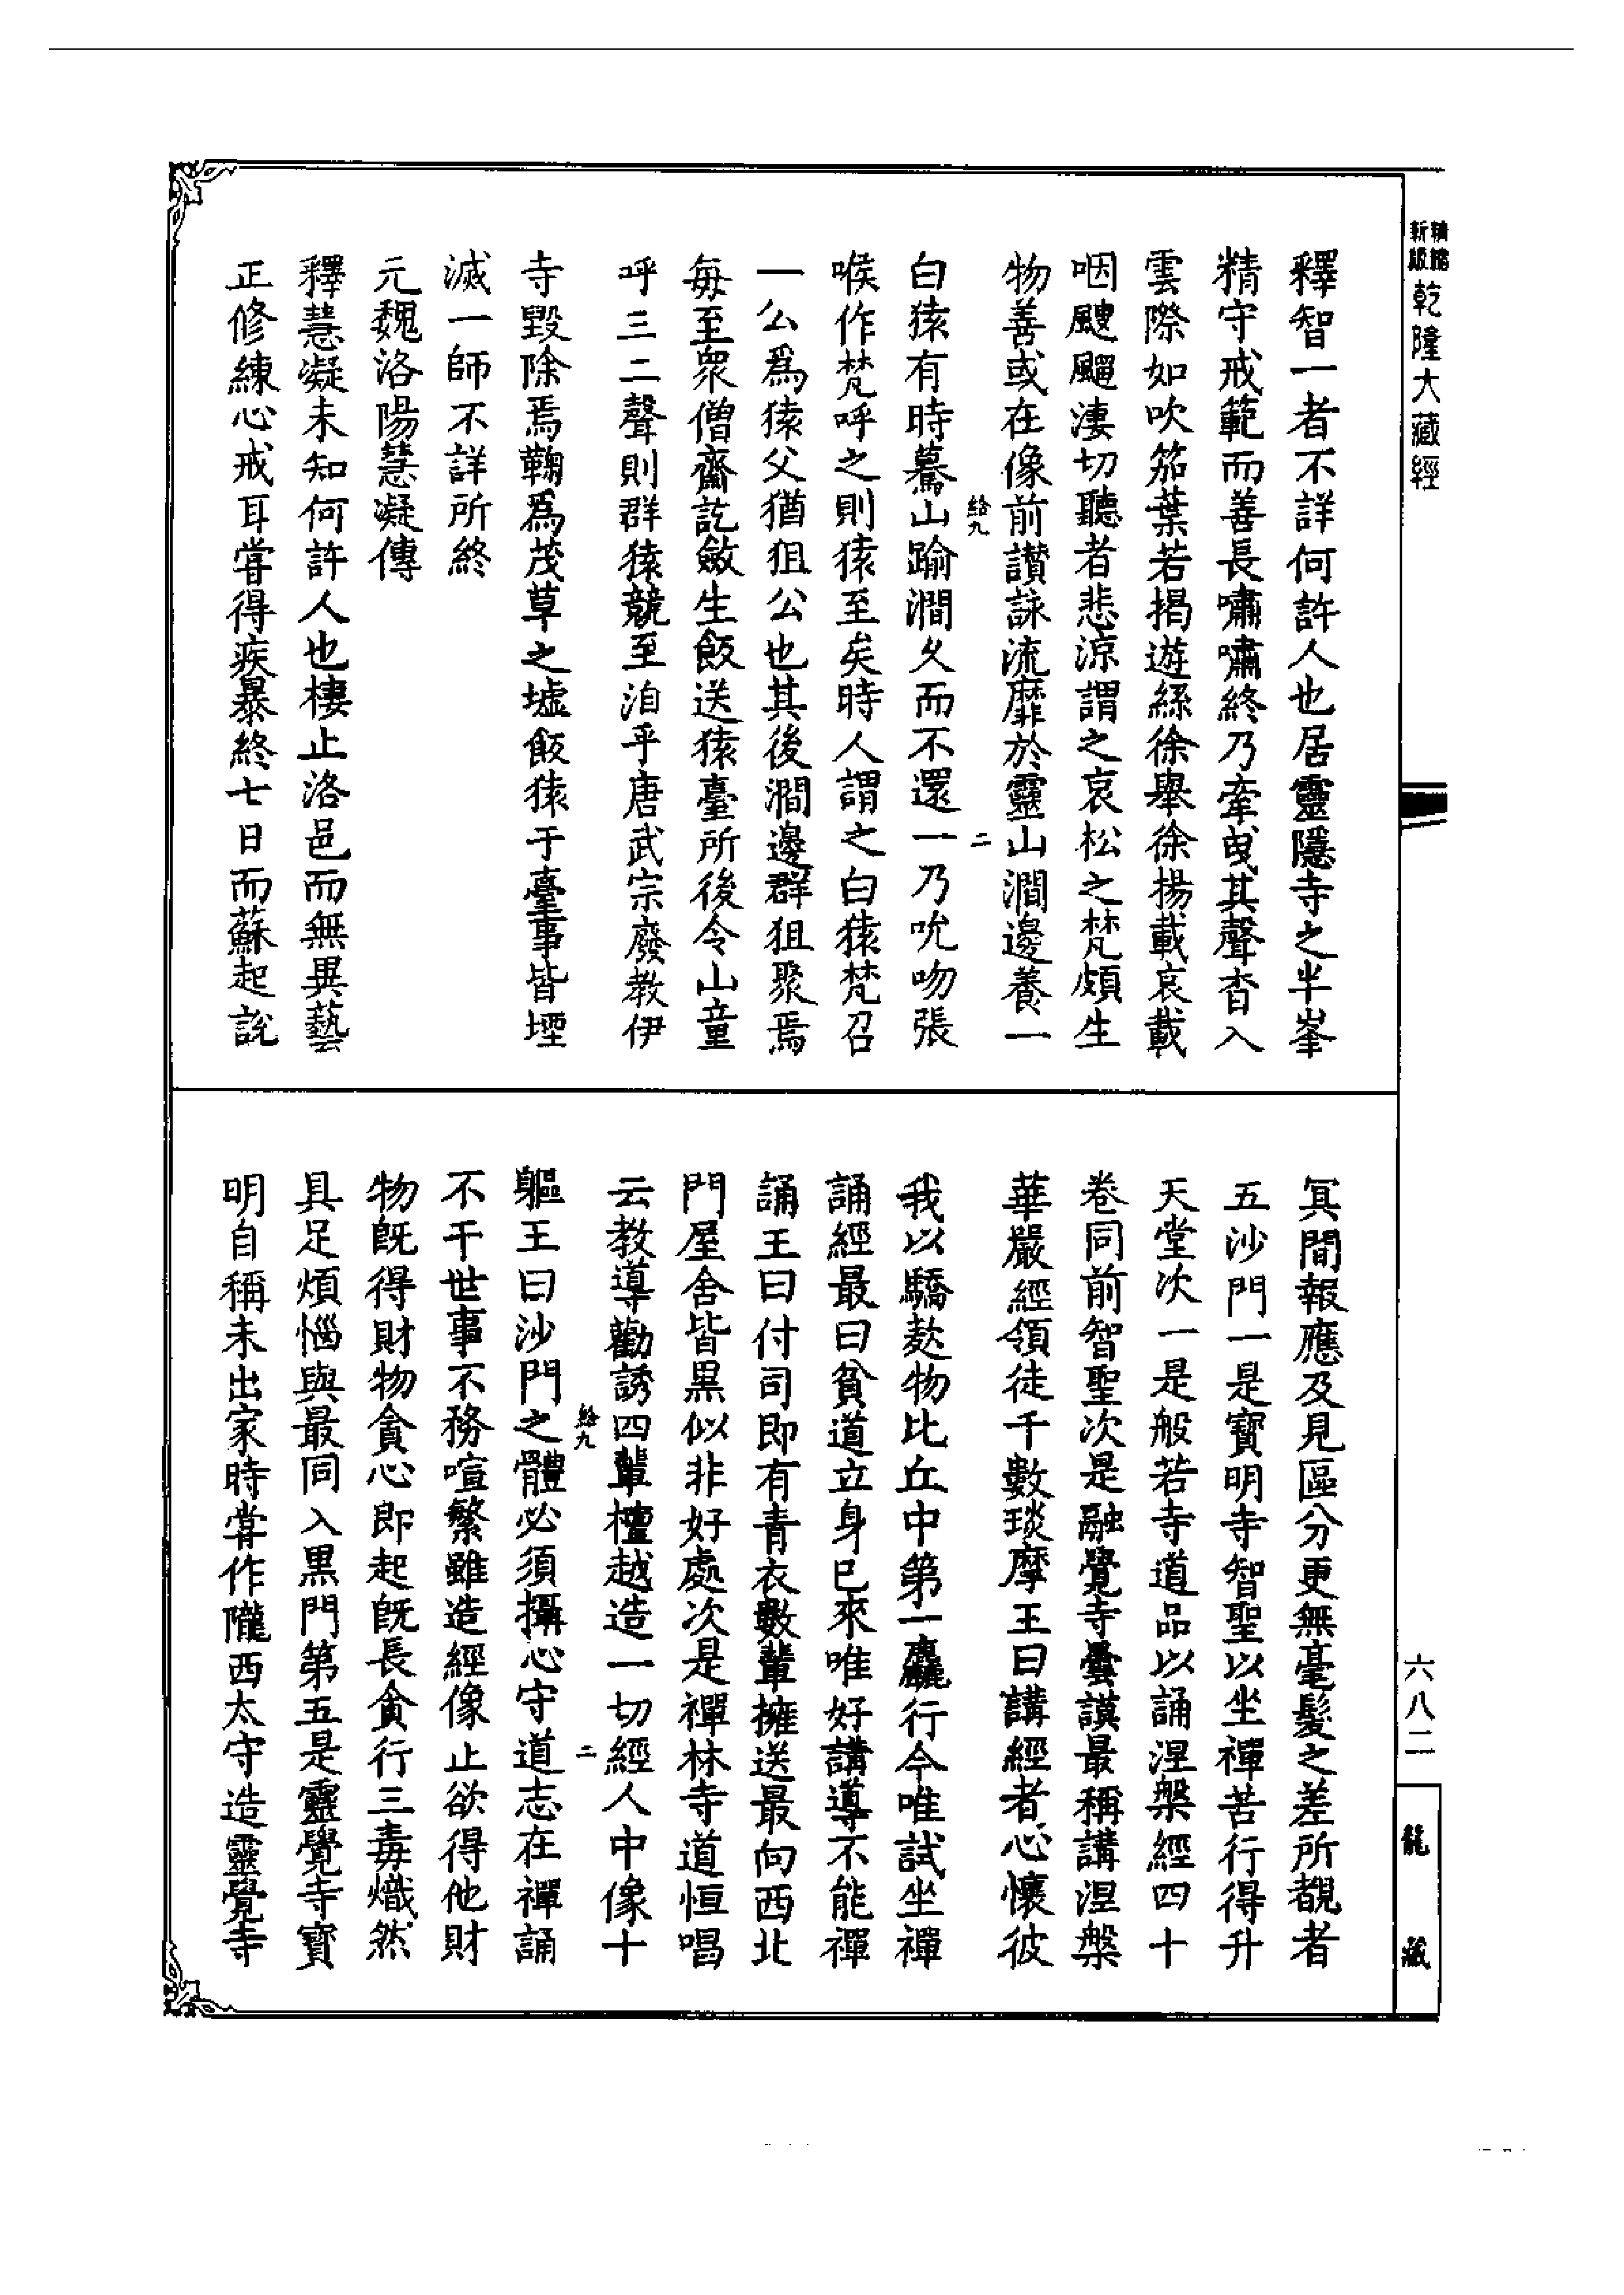 新版
精縮
乾隆大藏經
釋智一者不詳何許人也居靈隱寺之半峯
精守戒範而善長嘯嘯終乃牽曳其聲杳入
雲際如吹笳葉若揭遊絲徐舉徐揚載哀載
咽颼飀淒切聽者悲涼謂之哀松之梵頗生
物善或在像前讚詠流靡於靈山澗邊養一
給九
二
白猿有時驀山踰澗久而不還一乃吮吻張
喉作梵呼之則猿至矣時人謂之白猿梵召
一公為猿父猶狙公也其後澗邊群狙聚焉
每至眾僧齋訖斂生飯送猿臺所後令山童
呼三二聲則群猿競至洎乎唐武宗廢教伊
寺毀除焉鞠為茂草之墟飯猿于臺事皆堙
滅一師不詳所終
元魏洛陽慧凝傳
釋慧凝未知何許人也棲止洛邑而無異藝
正修練心戒耳嘗得疾暴終七日而蘇起說
冥間報應及見區分更無毫髮之差所覩者
五沙門一是寶明寺智聖以坐禪苦行得升
天堂次一是般若寺道品以誦涅槃經四十
卷同前智聖次是融覺寺曇謨最稱講涅槃
華嚴經領徒千數琰摩王曰講經者心懷彼
我以驕𢾾物比丘中第一麤行今唯試坐禪
誦經最曰貧道立身已來唯好講導不能禪
誦王曰付司即有青衣數輩擁送最向西北
門屋舍皆黑似非好處次是禪林寺道恒唱
云教導勸誘四輩檀越造一切經人中像十
給九
二
軀王曰沙門之體必須攝心守道志在禪誦
不干世事不務喧繁雖造經像止欲得他財
物既得財物貪心即起既長貪行三毒熾然
具足煩惱與最同入黑門第五是靈覺寺寶
明自稱未出家時嘗作隴西太守造靈覺寺
六八二
龍藏